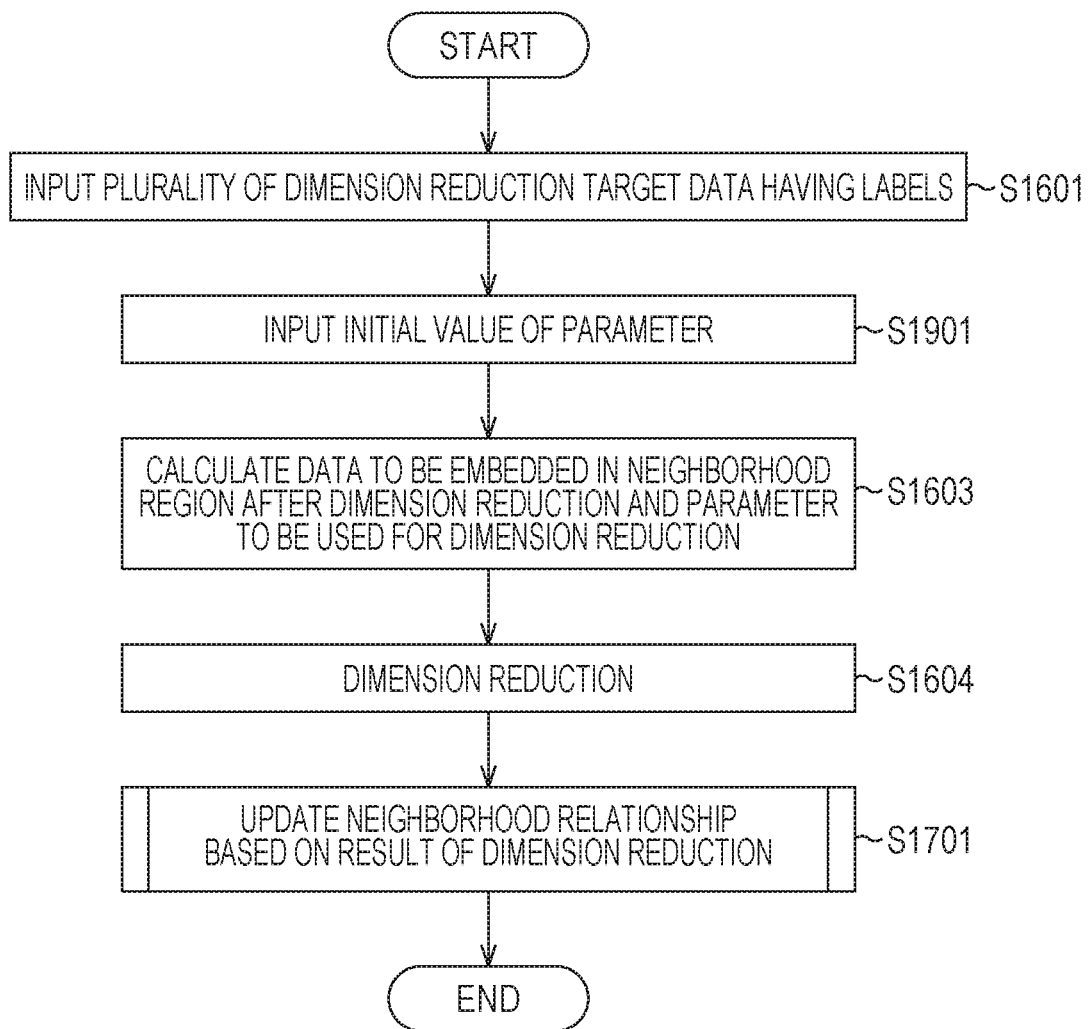 START
INPUT PLURALITY OF DIMENSION REDUCTION TARGET DATA HAVING LABELS
S1601
INPUT INITIAL VALUE OF PARAMETER
S1901
CALCULATE DATA TO BE EMBEDDED IN NEIGHBORHOOD
REGION AFTER DIMENSION REDUCTION AND PARAMETER
TO BE USED FOR DIMENSION REDUCTION
S1603
DIMENSION REDUCTION
S1604
UPDATE NEIGHBORHOOD RELATIONSHIP
BASED ON RESULT OF DIMENSION REDUCTION
S1701
END